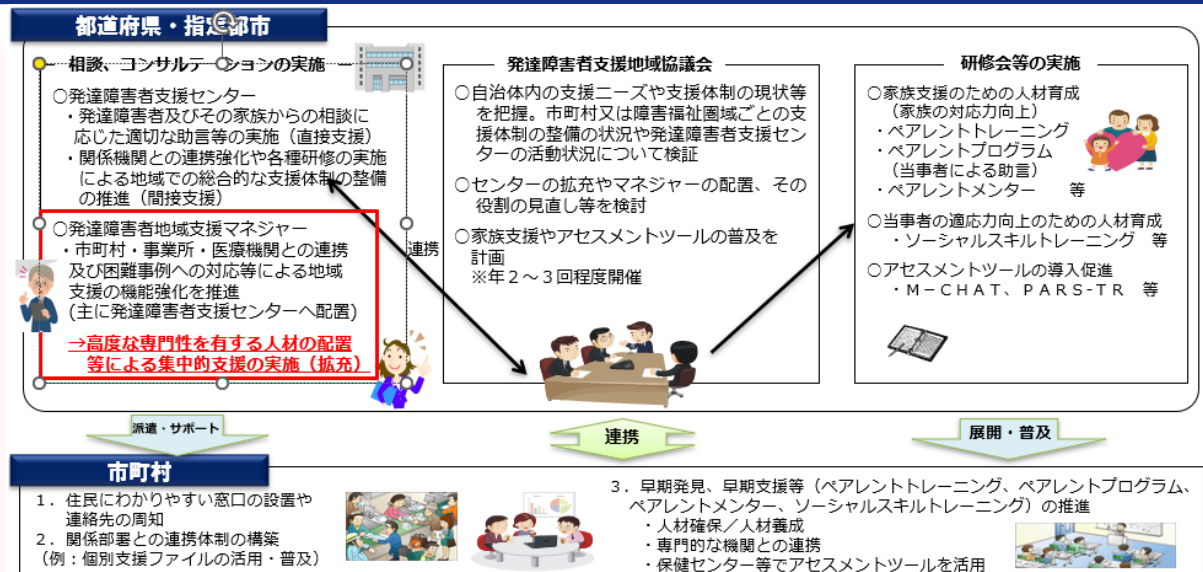 都道府県・指定都市
相談、コンサルテーションの実施
○発達障害者支援センター
・発達障害者及びその家族からの相談に
応じた適切な助言等の実施（直接支援）
・関係機関との連携強化や各種研修の実施
による地域での総合的な支援体制の整備
の推進（間接支援）
○発達障害者地域支援マネジャー
・市町村・事業所・医療機関との連携
及び困難事例への対応等による地域
支援の機能強化を推進
(主に発達障害者支援センターへ配置)
→高度な専門性を有する人材の配置
等による集中的支援の実施（拡充）
連携
発達障害者支援地域協議会
○自治体内の支援ニーズや支援体制の現状等
を把握。市町村又は障害福祉圏域ごとの支
援体制の整備の状況や発達障害者支援セン
ターの活動状況について検証
○センターの拡充やマネジャーの配置、その
役割の見直し等を検討
○家族支援やアセスメントツールの普及を
計画
※年２～３回程度開催
研修会等の実施
○家族支援のための人材育成
（家族の対応力向上）
・ペアレントトレーニング
・ペアレントプログラム
（当事者による助言）
・ペアレントメンター　等
○当事者の適応力向上のための人材育成
・ソーシャルスキルトレーニング　等
○アセスメントツールの導入促進
・Ｍ－ＣＨＡＴ、ＰＡＲＳ-ＴＲ　等
派遣・サポート
連携
展開・普及
市町村
１．住民にわかりやすい窓口の設置や
連絡先の周知
２．関係部署との連携体制の構築
（例：個別支援ファイルの活用・普及）
３．早期発見、早期支援等（ペアレントトレーニング、ペアレントプログラム、
ペアレントメンター、ソーシャルスキルトレーニング）の推進
・人材確保／人材養成
・専門的な機関との連携
・保健センター等でアセスメントツールを活用